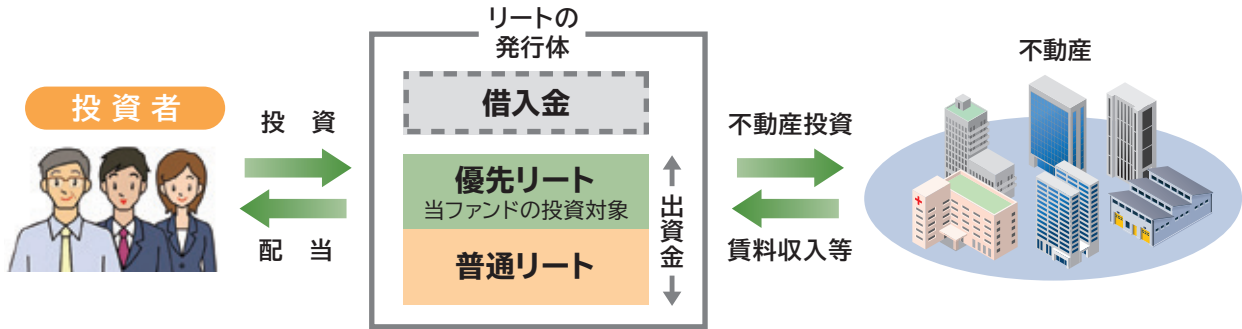 リートの
発行体
不動産
投資者
投 資
配 当
借入金
優先リート
当ファンドの投資対象
普通リート
出資金
不動産投資
賃料収入等